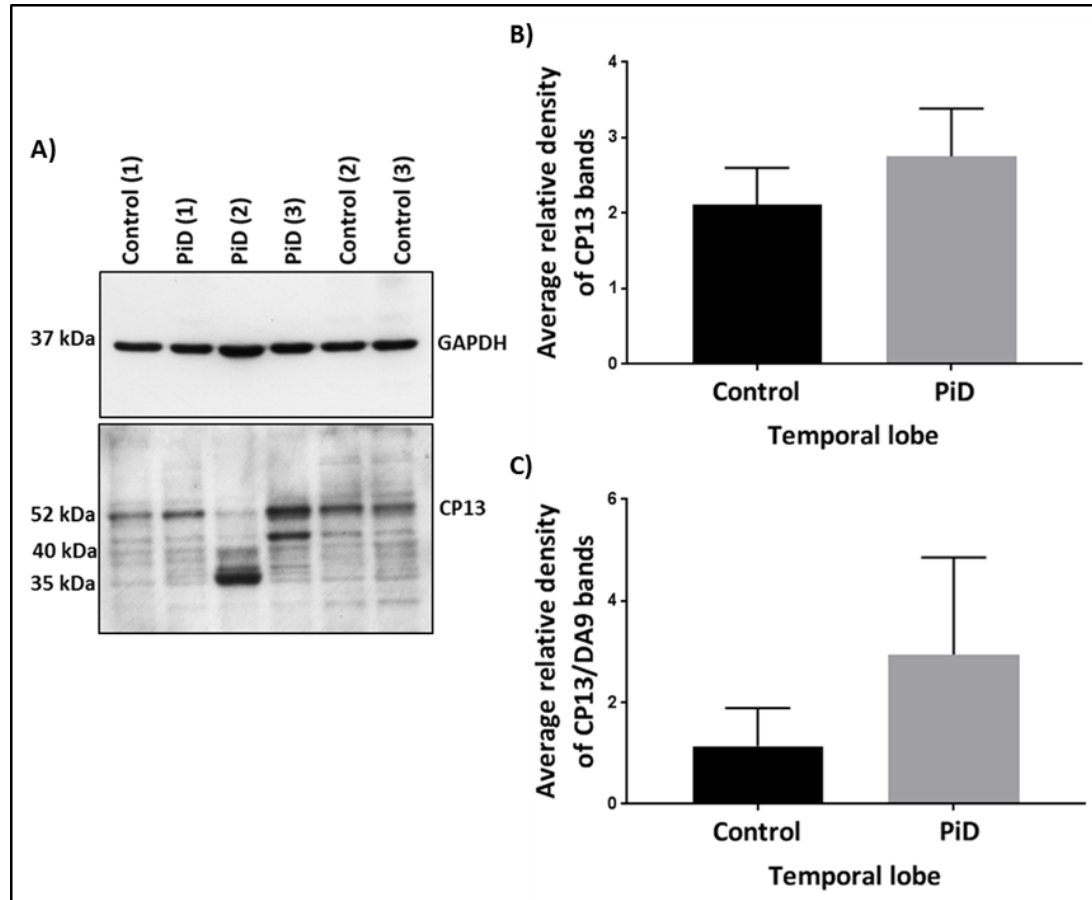 A)
Control (1)
PiD (1)
PiD (2)
PiD (3)
Control (2)
Control (3)
37 kDa
GAPDH
52 kDa
40 kDa
35 kDa
CP13
B)
Average relative density
of CP13 bands
4
3
2
1
0
Control
PiD
Temporal lobe
C)
Average relative density
of CP13/DA9 bands
6
4
2
0
Control
PiD
Temporal lobe